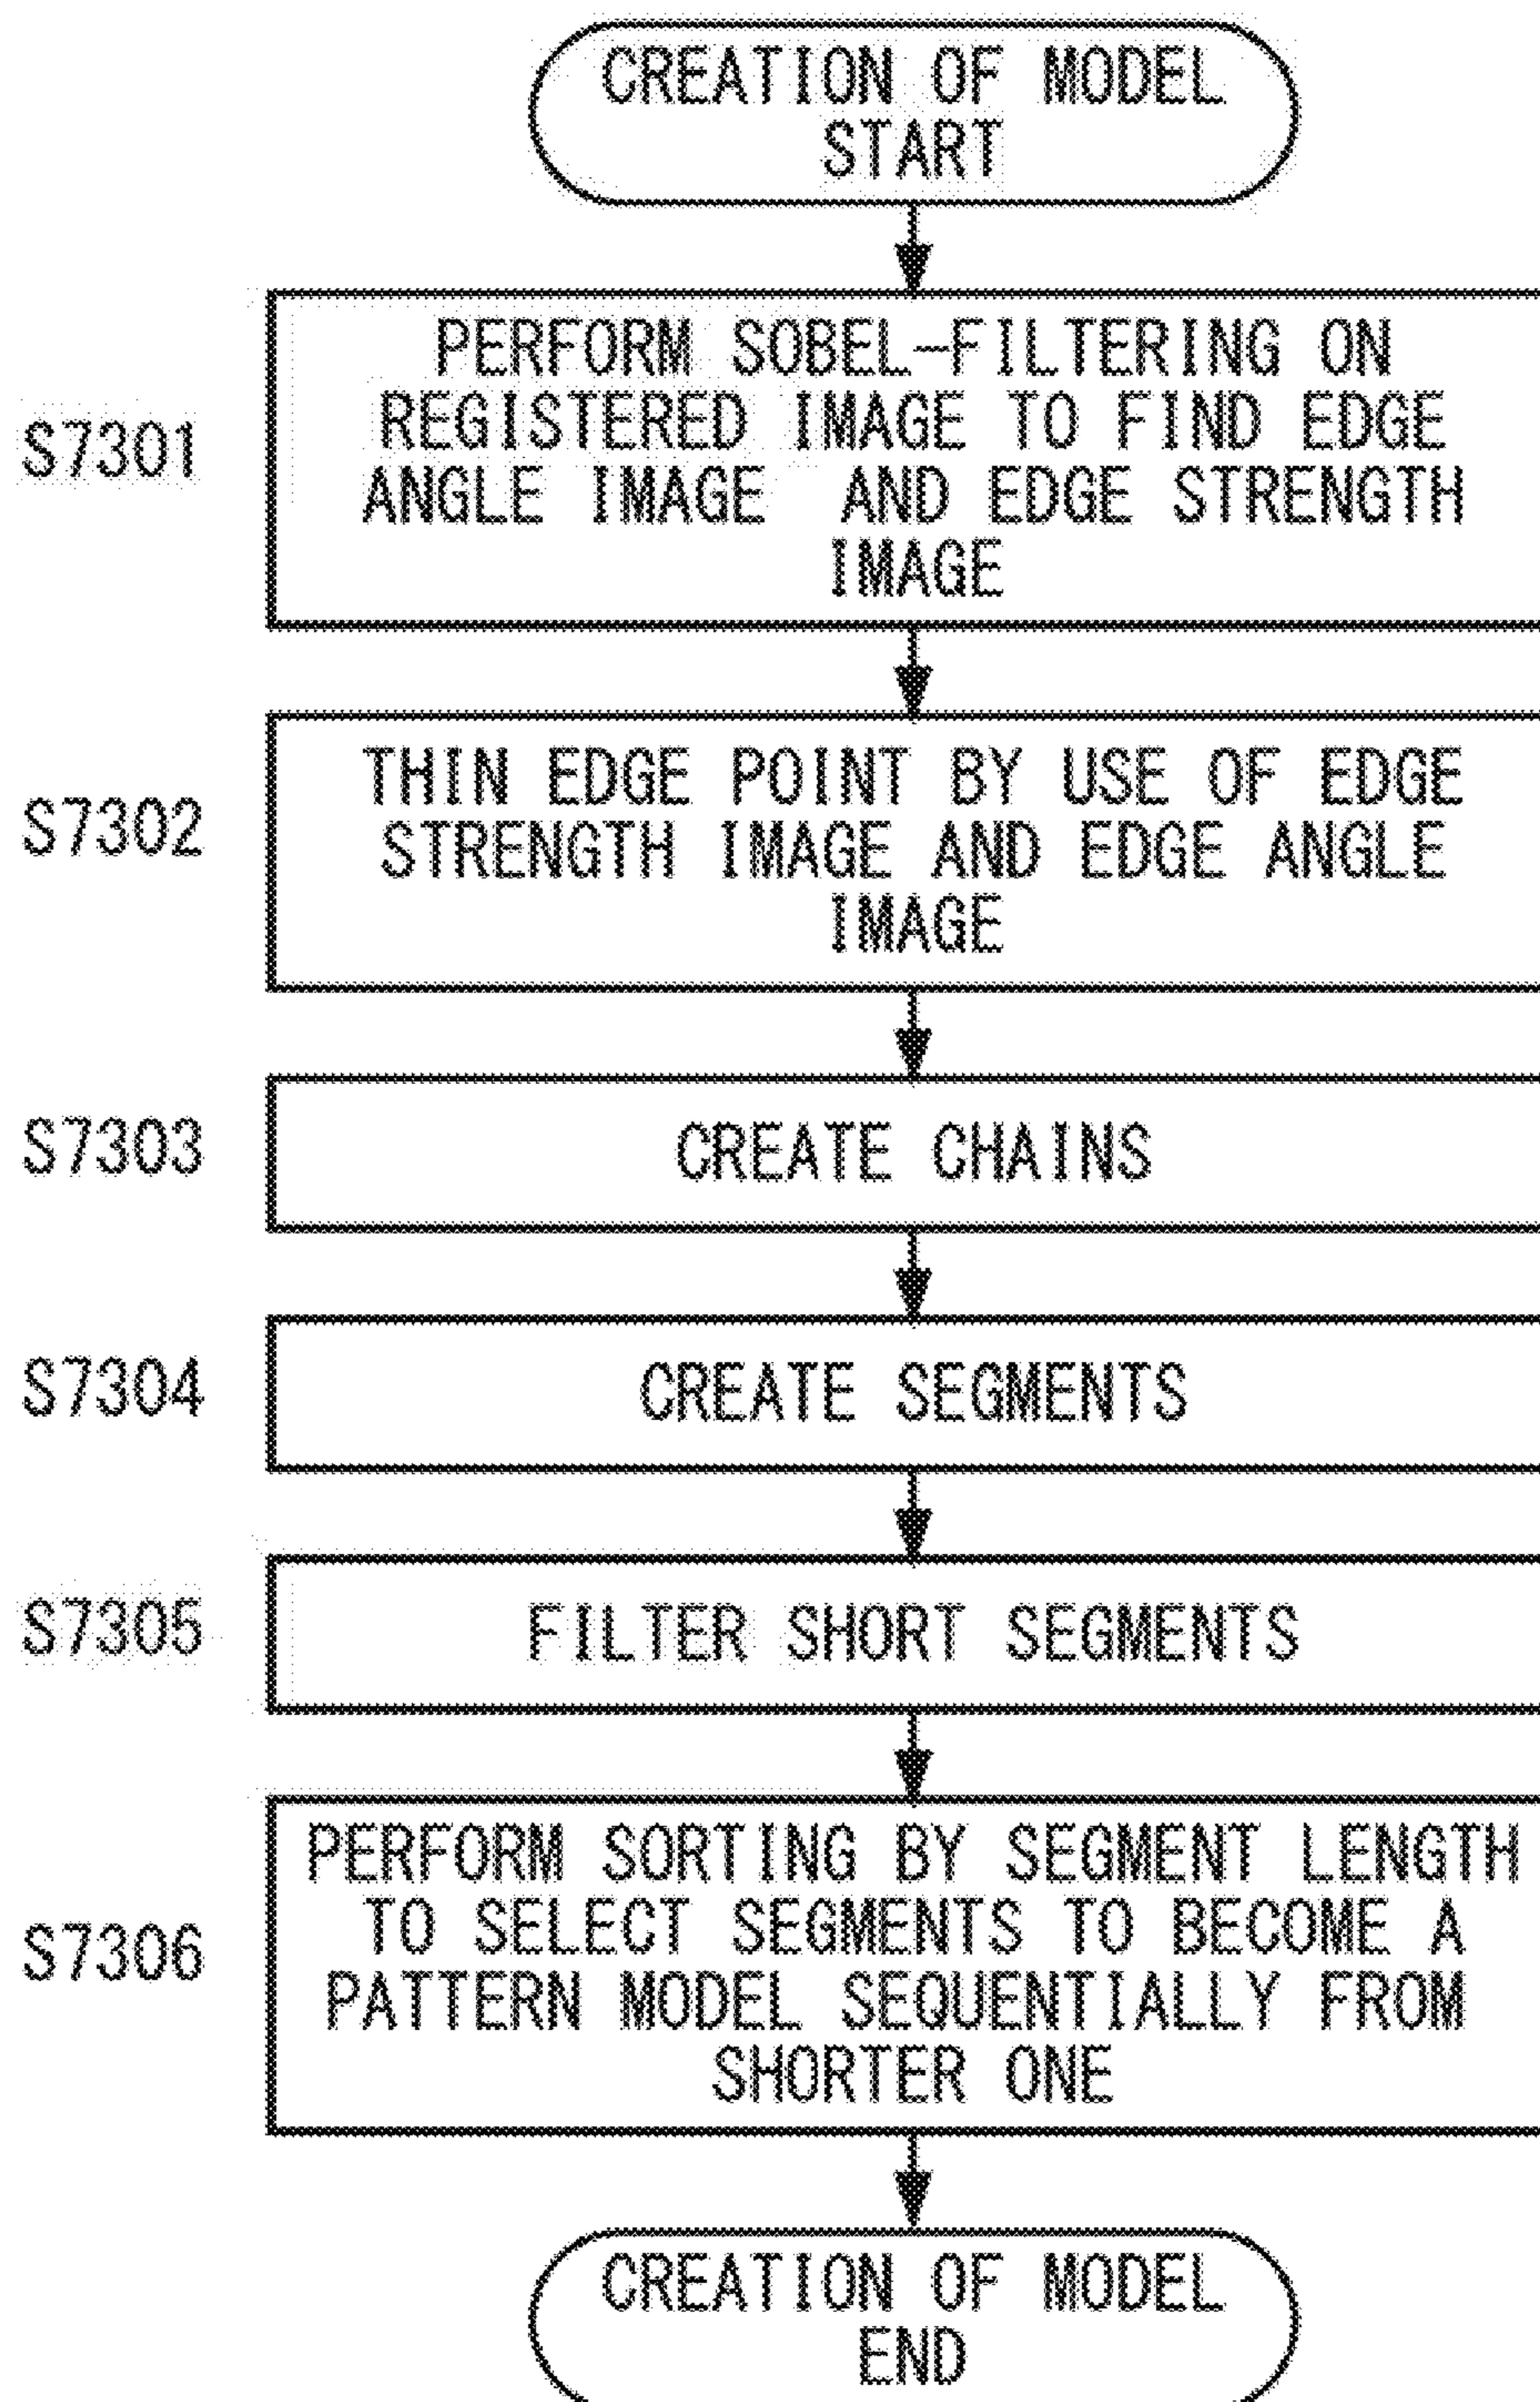 CREATION OF MODEL
START
PERFORM SOBEL-FILTERING ON
REGISTERED IMAGE TO FIND EDGE
S7301
ANGLE IMAGE AND EDGE STRENGTH
IMAGE
THIN EDGE POINT BY USE OF EDGE
S7302
STRENGTH IMAGE AND EDGE ANGLE
IMAGE
S7303
CREATE CHAINS
S7304
CREATE SEGMENTS
S7305
FILTER SHORT SEGMENTS
PERFORM SORTING BY SEGMENT LENGTH
TO SELECT SEGMENTS TO BECOME A
S7306
PATTERN MODEL SEQUENTIALLY FROM
SHORTER ONE
CREATION OF MODEL
END